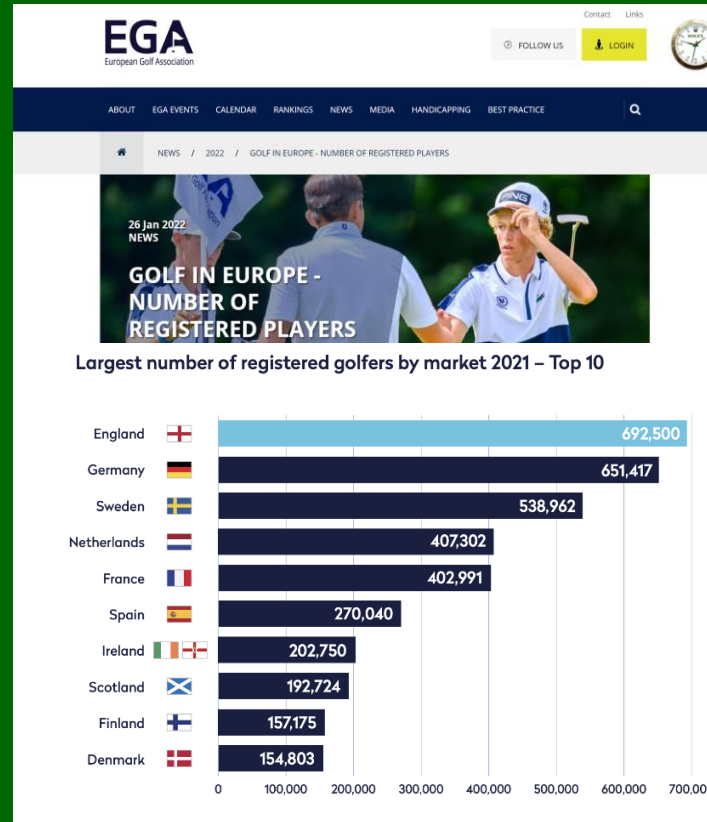 Contact Links
EGA
European Golf Association
FOLLOW US
LOGIN
ROLEX
ABOUT EGA EVENTS CALENDAR RANKINGS NEWS MEDIA HANDICAPPING BEST PRACTICE
NEWS / 2022 / GOLF IN EUROPE - NUMBER OF REGISTERED PLAYERS
PING
26 Jan 2022
NEWS
GOLF IN EUROPE -
NUMBER OF
REGISTERED PLAYERS
Largest number of registered golfers by market 2021 – Top 10
England 692,500
Germany 651,417
Sweden 538,962
Netherlands 407,302
France 402,991
Spain 270,040
Ireland 202,750
Scotland 192,724
Finland 157,175
Denmark 154,803
0 100,000 200,000 300,000 400,000 500,000 600,000 700,00